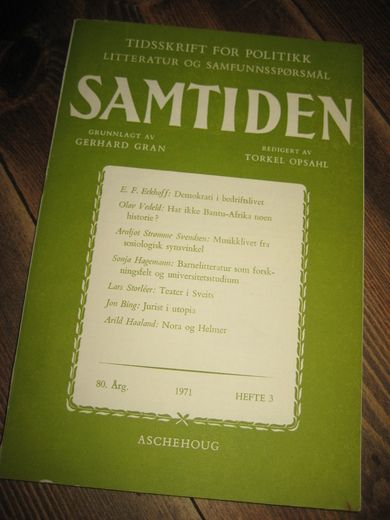 TIDSSKRIFT FOR POLITIKK
LITTERATUR OG SAMFUNNSSPØRSMÅL
SAMTIDEN
GRUNNLAGT AV
GERHARD GRAN
REDIGERT AV
TORKEL OPSAHL
E. F. Eckhoff: Demokrati i bedriftslivet
Olav Vedeld: Har ikke Bantu-Afrika noen
historie?
Arnljot Strømme Svendsen: Musikklivet fra
sosiologisk synsvinkel
Sonja Hagemann: Barnelitteratur som forsk-
ningsfelt og universitetsstudium
Lars Storléer: Teater i Sveits
Jon Bing: Jurist i utopia
Arild Haaland: Nora og Helmer
80. Årg. 1971 HEFTE 3
ASCHEHOUG